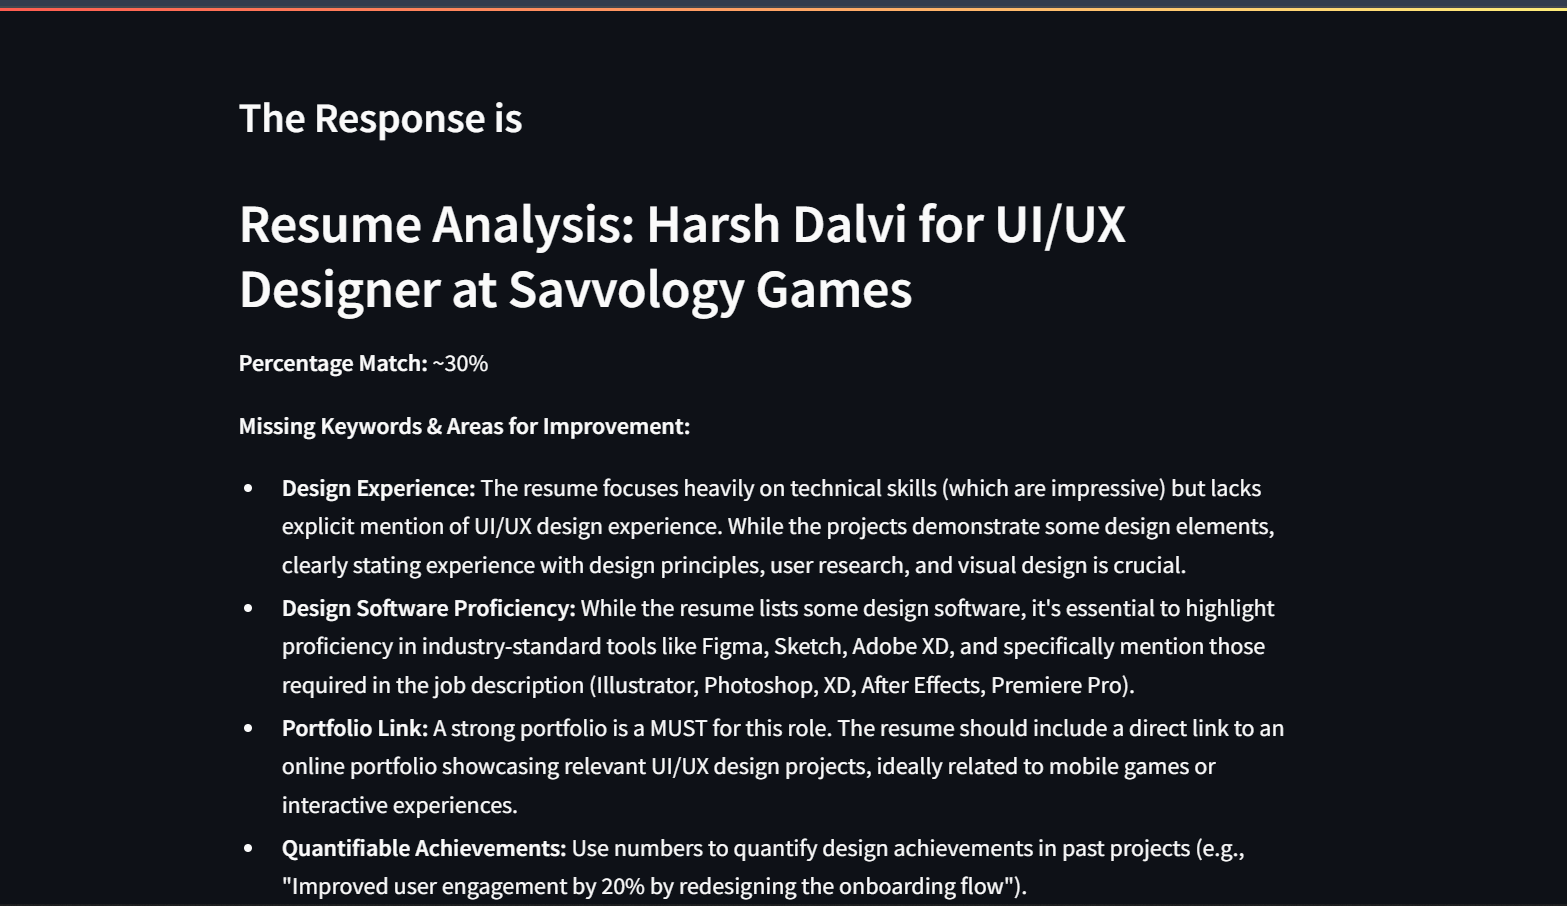 The Response is
Resume Analysis: Harsh Dalvi for UI/UX
Designer at Savvology Games
Percentage Match: ~30%
Missing Keywords & Areas for Improvement:
• Design Experience: The resume focuses heavily on technical skills (which are impressive) but lacks
explicit mention of UI/UX design experience. While the projects demonstrate some design elements,
clearly stating experience with design principles, user research, and visual design is crucial.
• Design Software Proficiency: While the resume lists some design software, it's essential to highlight
proficiency in industry-standard tools like Figma, Sketch, Adobe XD, and specifically mention those
required in the job description (Illustrator, Photoshop, XD, After Effects, Premiere Pro).
• Portfolio Link: A strong portfolio is a MUST for this role. The resume should include a direct link to an
online portfolio showcasing relevant UI/UX design projects, ideally related to mobile games or
interactive experiences.
• Quantifiable Achievements: Use numbers to quantify design achievements in past projects (e.g.,
"Improved user engagement by 20% by redesigning the onboarding flow").